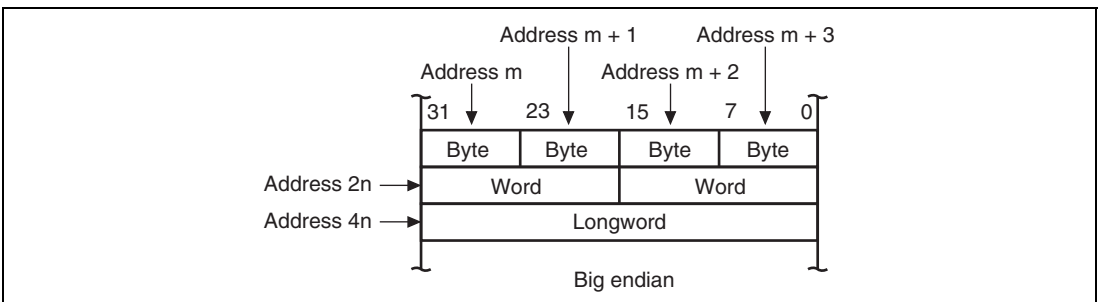 Address m + 1 Address m + 3
Address m Address m + 2
31 23 15 7 0
Byte Byte Byte Byte
Address 2n Word Word
Address 4n Longword
Big endian